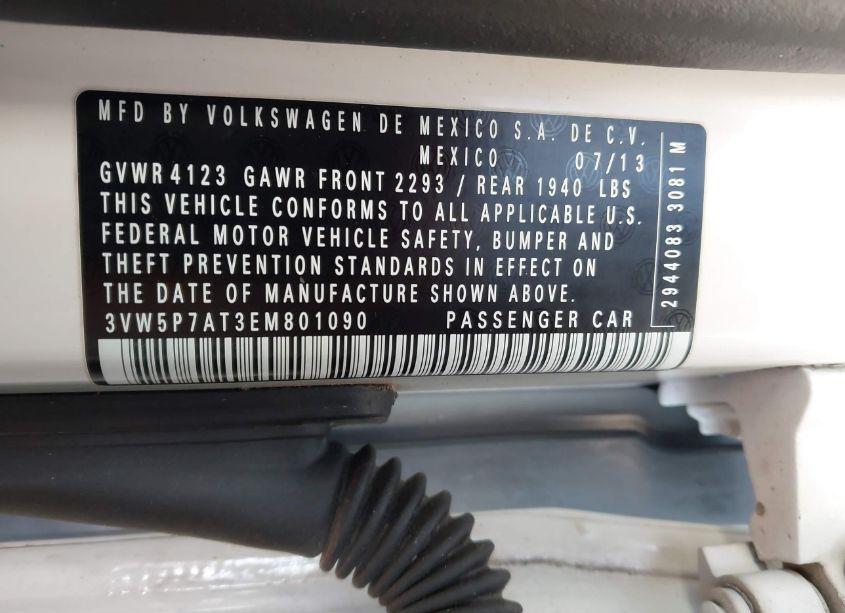 MFD BY VOLKSWAGEN DE MEXICO S.A. DE C.V.
MEXICO 07/13
GVWR 4123 GAWR FRONT 2293 / REAR 1940 LBS
THIS VEHICLE CONFORMS TO ALL APPLICABLE U.S.
FEDERAL MOTOR VEHICLE SAFETY, BUMPER AND
THEFT PREVENTION STANDARDS IN EFFECT ON
THE DATE OF MANUFACTURE SHOWN ABOVE.
3VW5P7AT3EM801090 PASSENGER CAR
2944083 3081 M